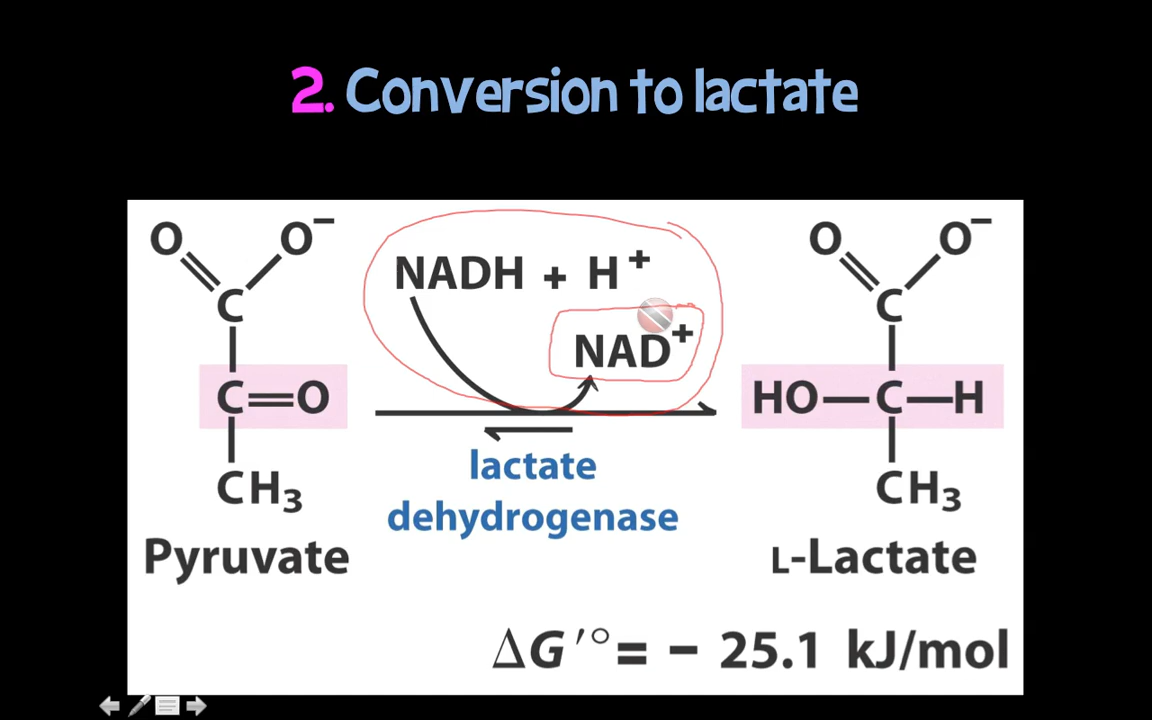 2. Conversion to lactate
O O⁻ O O⁻
NADH + H⁺
C C
NAD⁺
C=O HO—C—H
lactate
CH₃ CH₃
dehydrogenase
Pyruvate L-Lactate
ΔG′° = − 25.1 kJ/mol